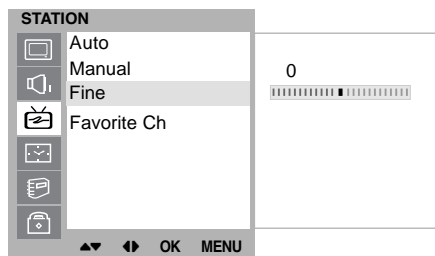 STATION
Auto
Manual
Fine
Favorite Ch
0
OK MENU